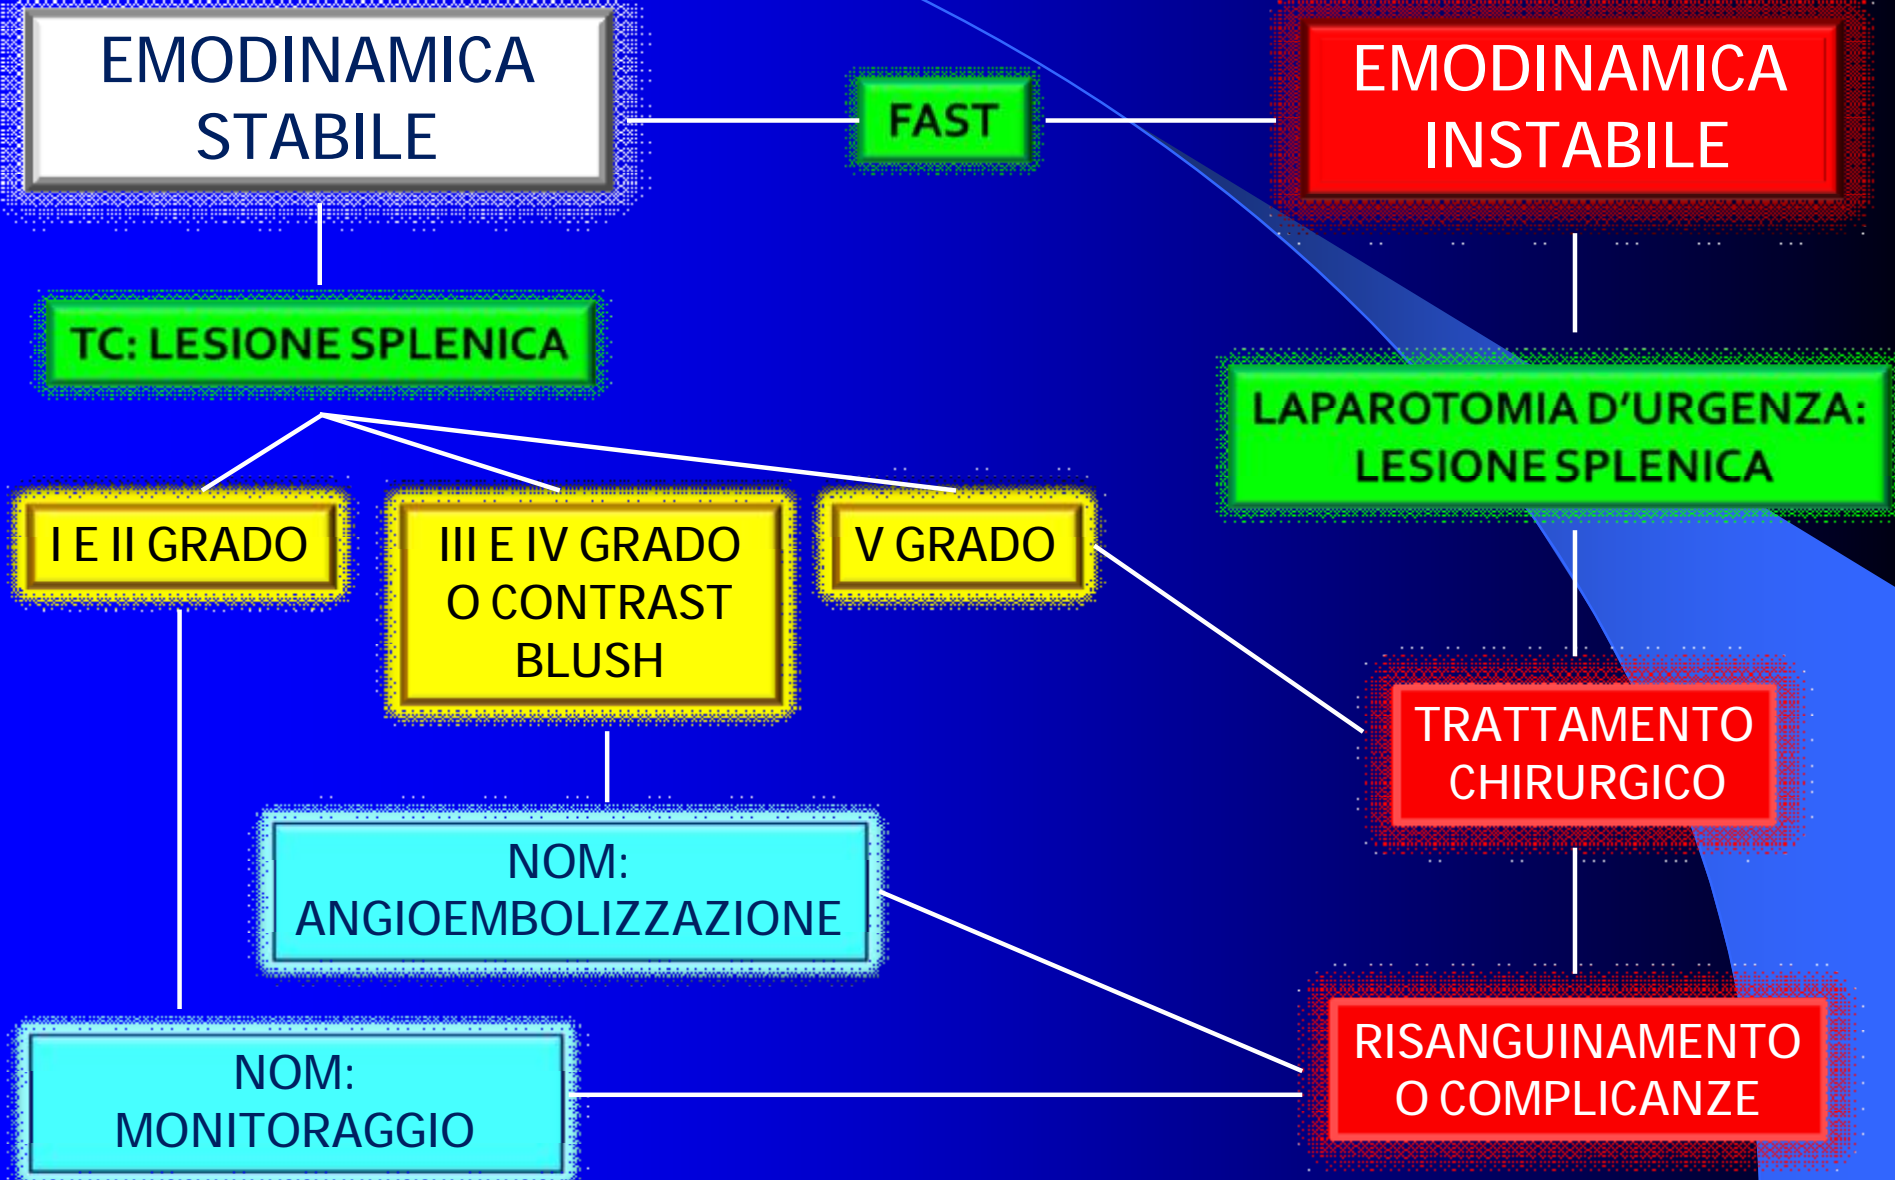 EMODINAMICA
STABILE
FAST
EMODINAMICA
INSTABILE
TC: LESIONE SPLENICA
LAPAROTOMIA D’URGENZA:
LESIONE SPLENICA
I E II GRADO
III E IV GRADO
O CONTRAST
BLUSH
V GRADO
TRATTAMENTO
CHIRURGICO
NOM:
ANGIOEMBOLIZZAZIONE
RISANGUINAMENTO
O COMPLICANZE
NOM:
MONITORAGGIO